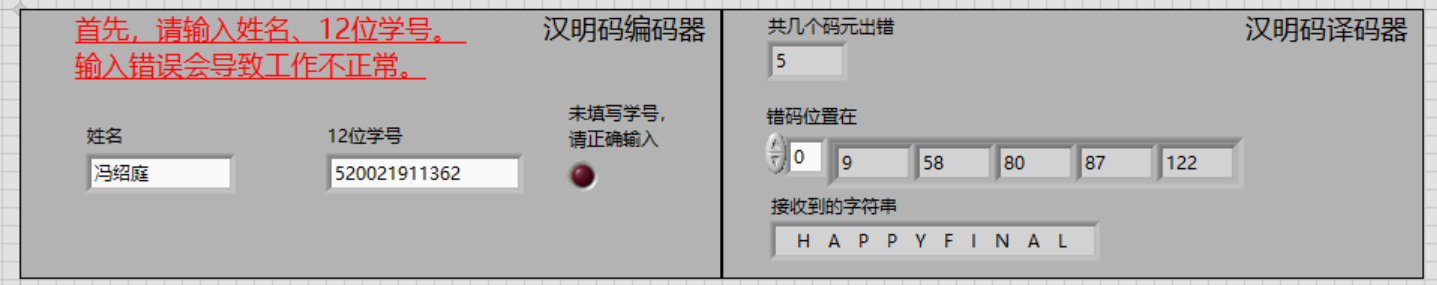 首先，请输入姓名、12位学号。
输入错误会导致工作不正常。
汉明码编码器
姓名
冯绍庭
12位学号
520021911362
未填写学号，
请正确输入
汉明码译码器
共几个码元出错
5
错码位置在
0 9 58 80 87 122
接收到的字符串
H A P P Y F I N A L